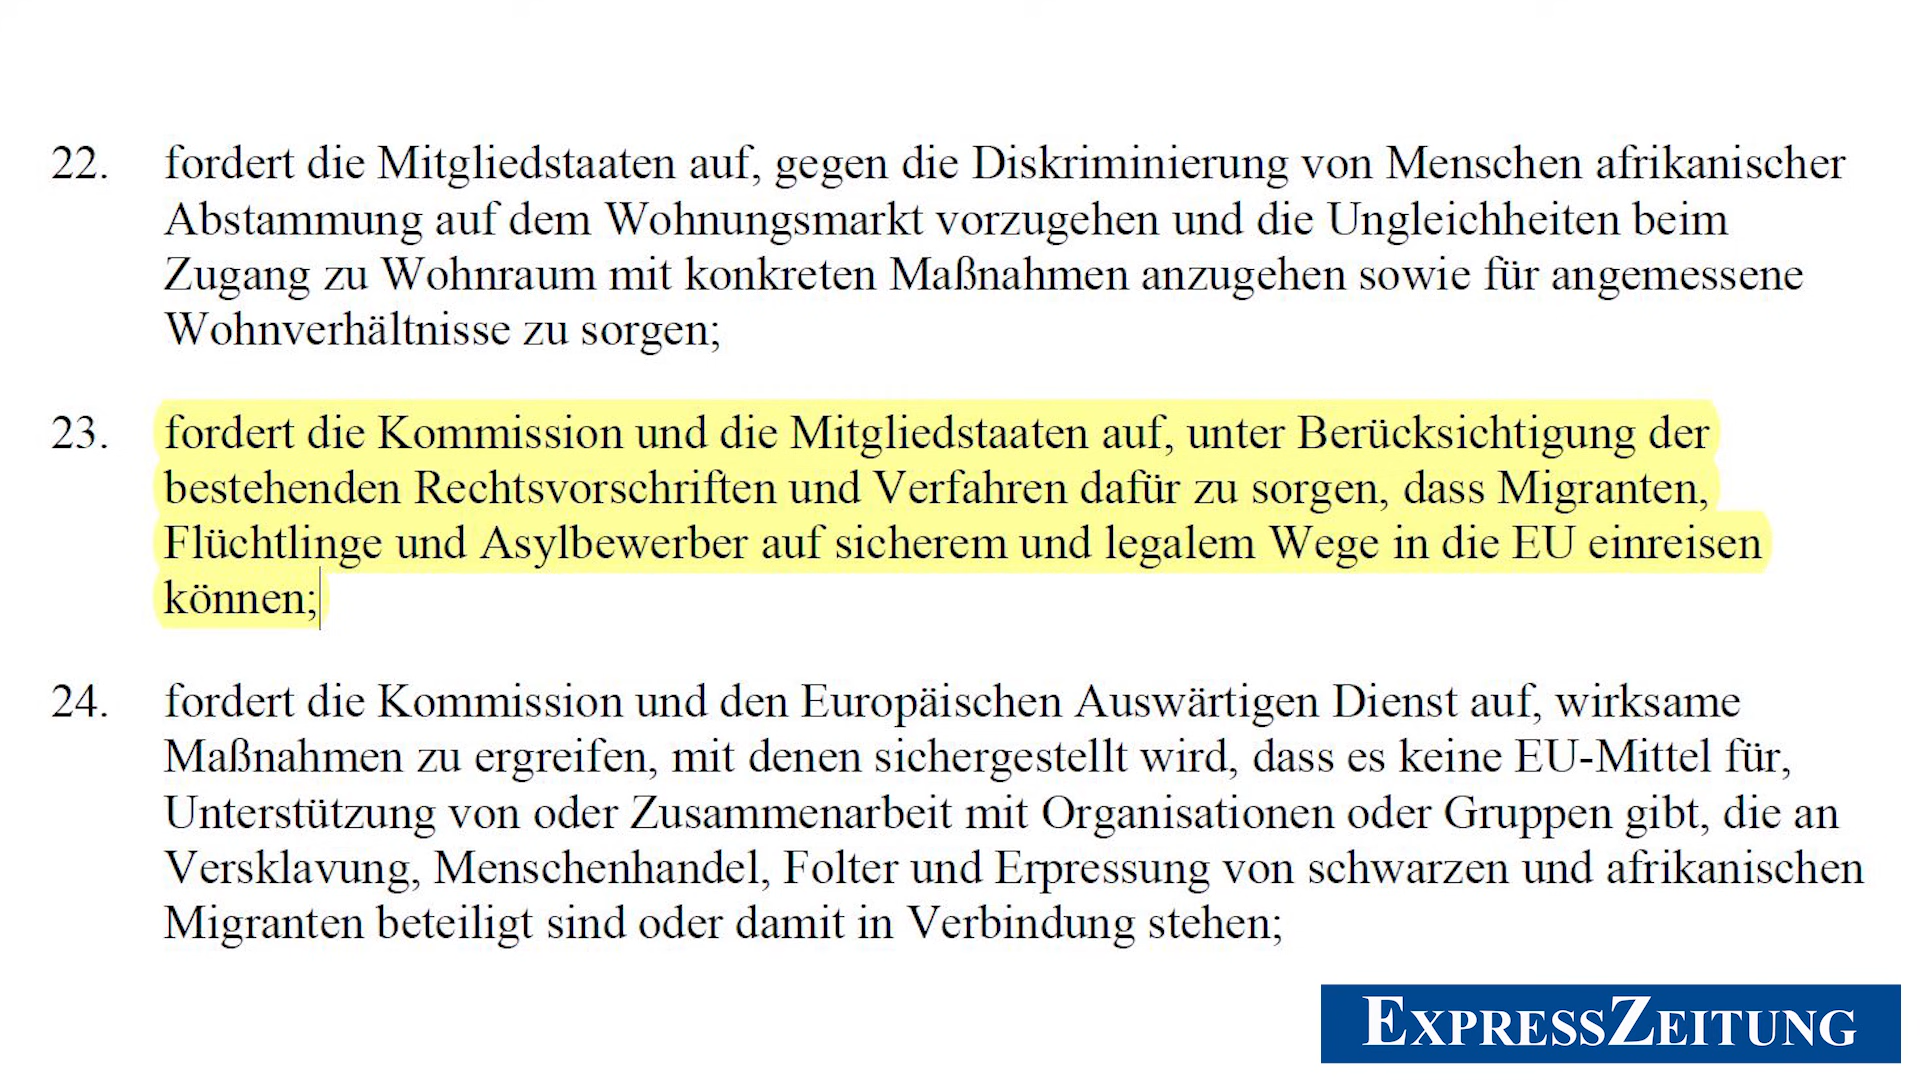 22. fordert die Mitgliedstaaten auf, gegen die Diskriminierung von Menschen afrikanischer
Abstammung auf dem Wohnungsmarkt vorzugehen und die Ungleichheiten beim
Zugang zu Wohnraum mit konkreten Maßnahmen anzugehen sowie für angemessene
Wohnverhältnisse zu sorgen;
23. fordert die Kommission und die Mitgliedstaaten auf, unter Berücksichtigung der
bestehenden Rechtsvorschriften und Verfahren dafür zu sorgen, dass Migranten,
Flüchtlinge und Asylbewerber auf sicherem und legalem Wege in die EU einreisen
können;
24. fordert die Kommission und den Europäischen Auswärtigen Dienst auf, wirksame
Maßnahmen zu ergreifen, mit denen sichergestellt wird, dass es keine EU-Mittel für,
Unterstützung von oder Zusammenarbeit mit Organisationen oder Gruppen gibt, die an
Versklavung, Menschenhandel, Folter und Erpressung von schwarzen und afrikanischen
Migranten beteiligt sind oder damit in Verbindung stehen;
EXPRESSZEITUNG